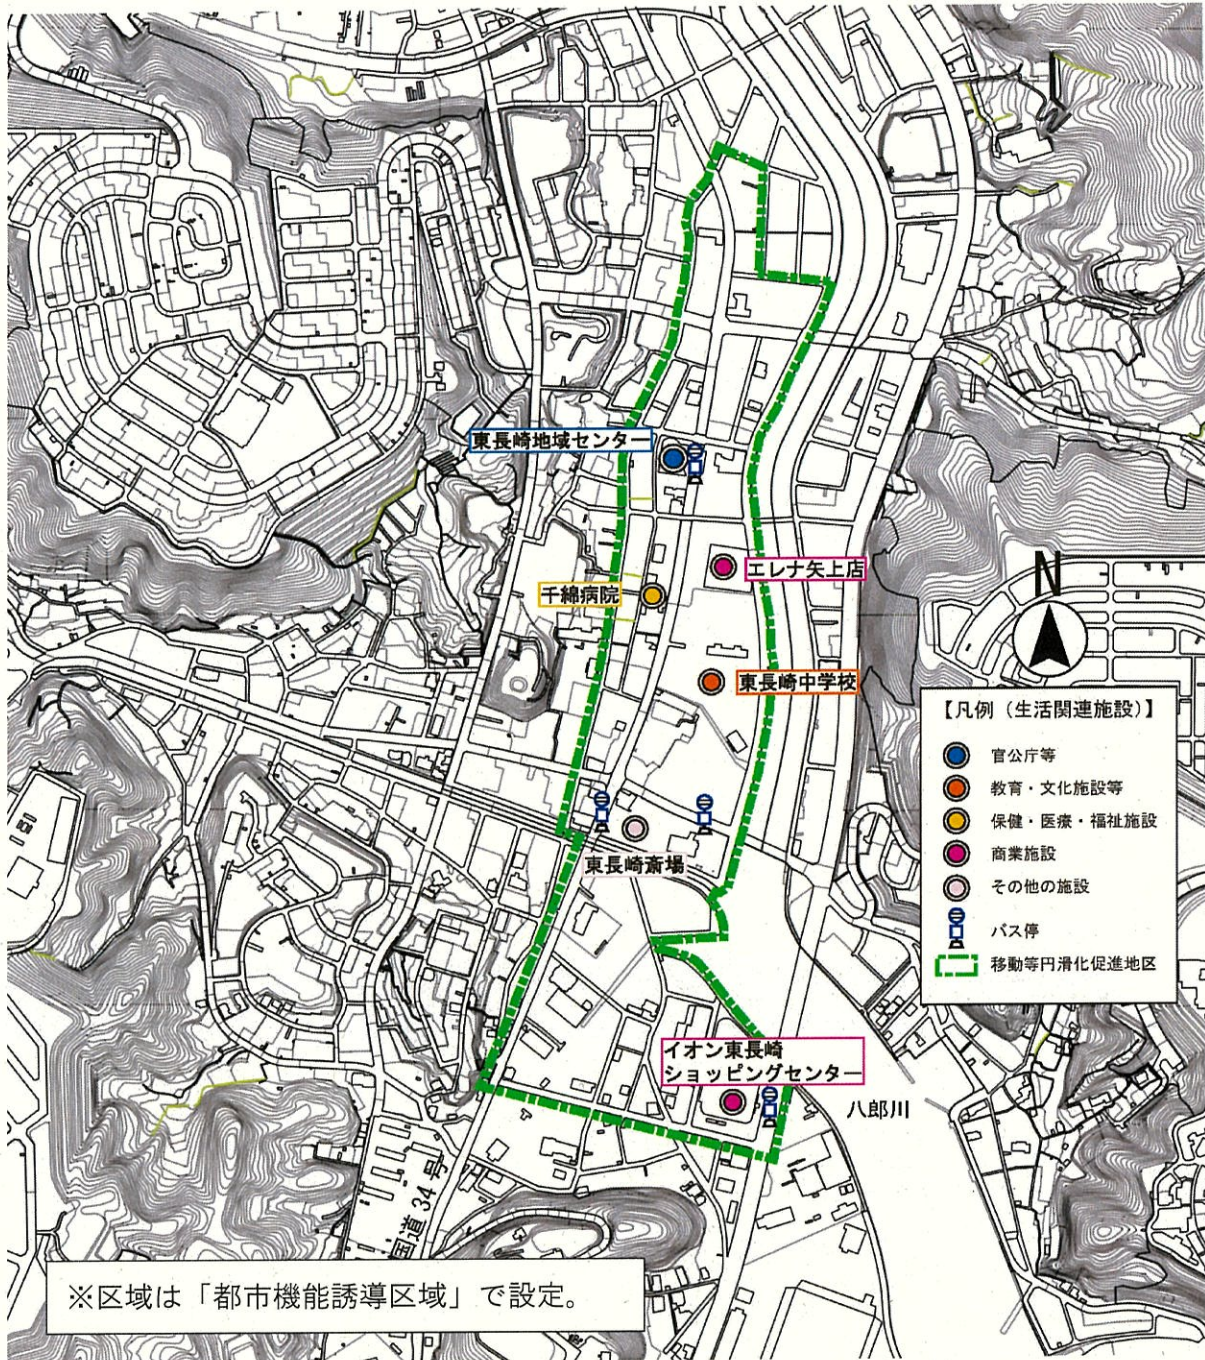 東長崎地域センター
エレナ矢上店
千綿病院
東長崎中学校
N
【凡例（生活関連施設）】
官公庁等
教育・文化施設等
保健・医療・福祉施設
商業施設
その他の施設
バス停
移動等円滑化促進地区
東長崎斎場
イオン東長崎
ショッピングセンター
八郎川
国道 34 号
※区域は「都市機能誘導区域」で設定。